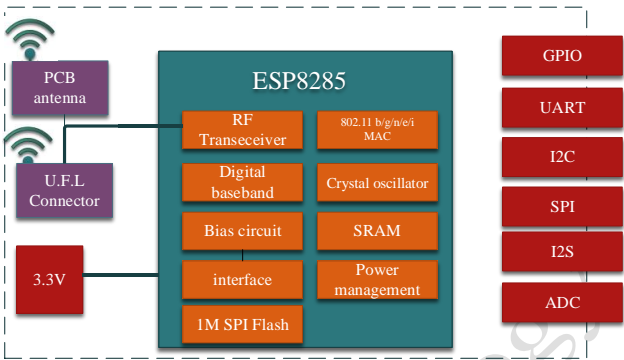 PCB
antenna
U.F.L
Connector
3.3V
ESP8285
RF
Transeceiver
802.11 b/g/n/e/i
MAC
Digital
baseband
Crystal oscillator
Bias circuit
SRAM
interface
Power
management
1M SPI Flash
GPIO
UART
I2C
SPI
I2S
ADC